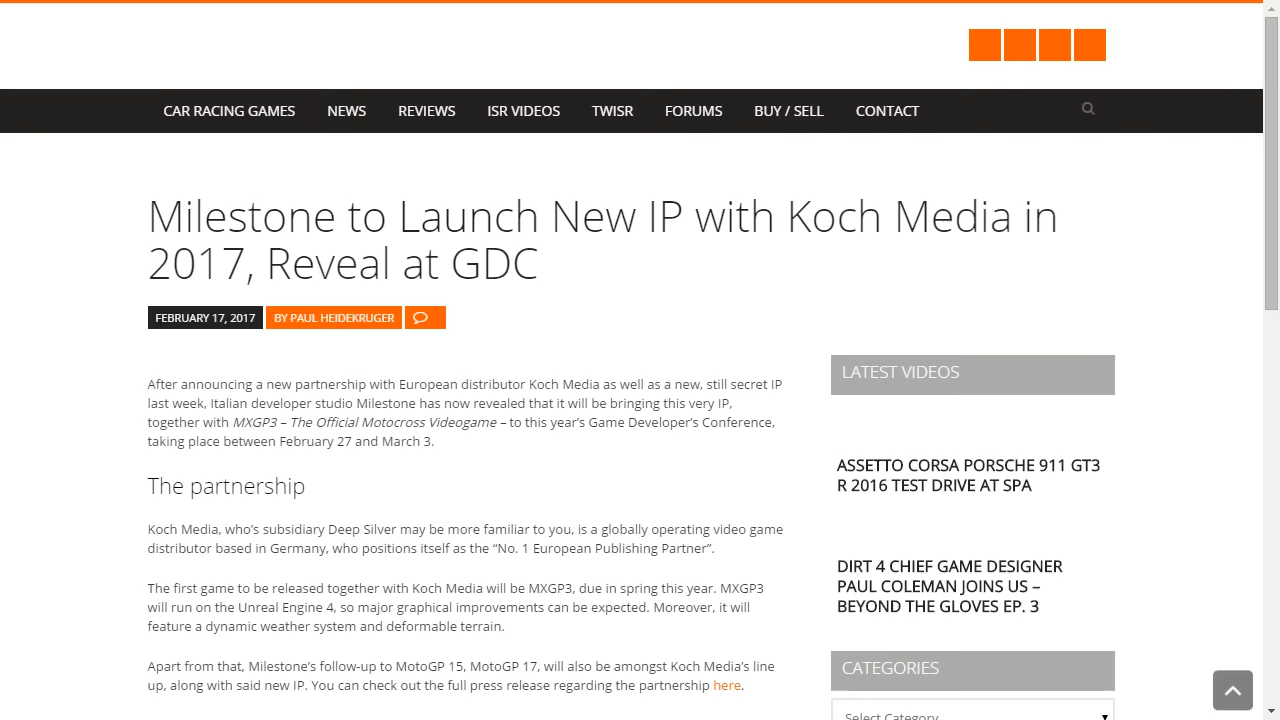 CAR RACING GAMES NEWS REVIEWS ISR VIDEOS TWISR FORUMS BUY / SELL CONTACT
Milestone to Launch New IP with Koch Media in
2017, Reveal at GDC
FEBRUARY 17, 2017 BY PAUL HEIDEKRUGER
After announcing a new partnership with European distributor Koch Media as well as a new, still secret IP
last week, Italian developer studio Milestone has now revealed that it will be bringing this very IP,
together with MXGP3 – The Official Motocross Videogame – to this year's Game Developer's Conference,
taking place between February 27 and March 3.
The partnership
Koch Media, who's subsidiary Deep Silver may be more familiar to you, is a globally operating video game
distributor based in Germany, who positions itself as the “No. 1 European Publishing Partner”.
The first game to be released together with Koch Media will be MXGP3, due in spring this year. MXGP3
will run on the Unreal Engine 4, so major graphical improvements can be expected. Moreover, it will
feature a dynamic weather system and deformable terrain.
Apart from that, Milestone's follow-up to MotoGP 15, MotoGP 17, will also be amongst Koch Media's line
up, along with said new IP. You can check out the full press release regarding the partnership here.
LATEST VIDEOS
ASSETTO CORSA PORSCHE 911 GT3
R 2016 TEST DRIVE AT SPA
DIRT 4 CHIEF GAME DESIGNER
PAUL COLEMAN JOINS US –
BEYOND THE GLOVES EP. 3
CATEGORIES
Select Category